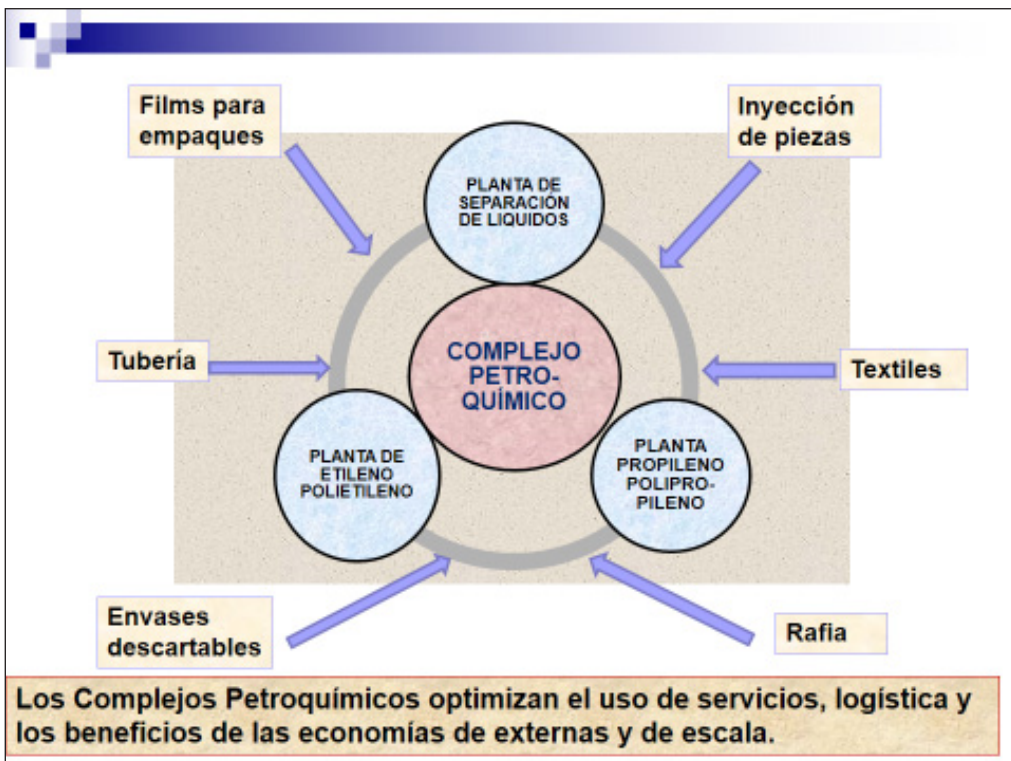 Films para
empaques
Inyección
de piezas
PLANTA DE
SEPARACIÓN
DE LIQUIDOS
COMPLEJO
PETRO-
QUÍMICO
Tubería
Textiles
PLANTA DE
ETILENO
POLIETILENO
PLANTA
PROPILENO
POLIPRO-
PILENO
Envases
descartables
Rafia
Los Complejos Petroquímicos optimizan el uso de servicios, logística y
los beneficios de las economías de externas y de escala.